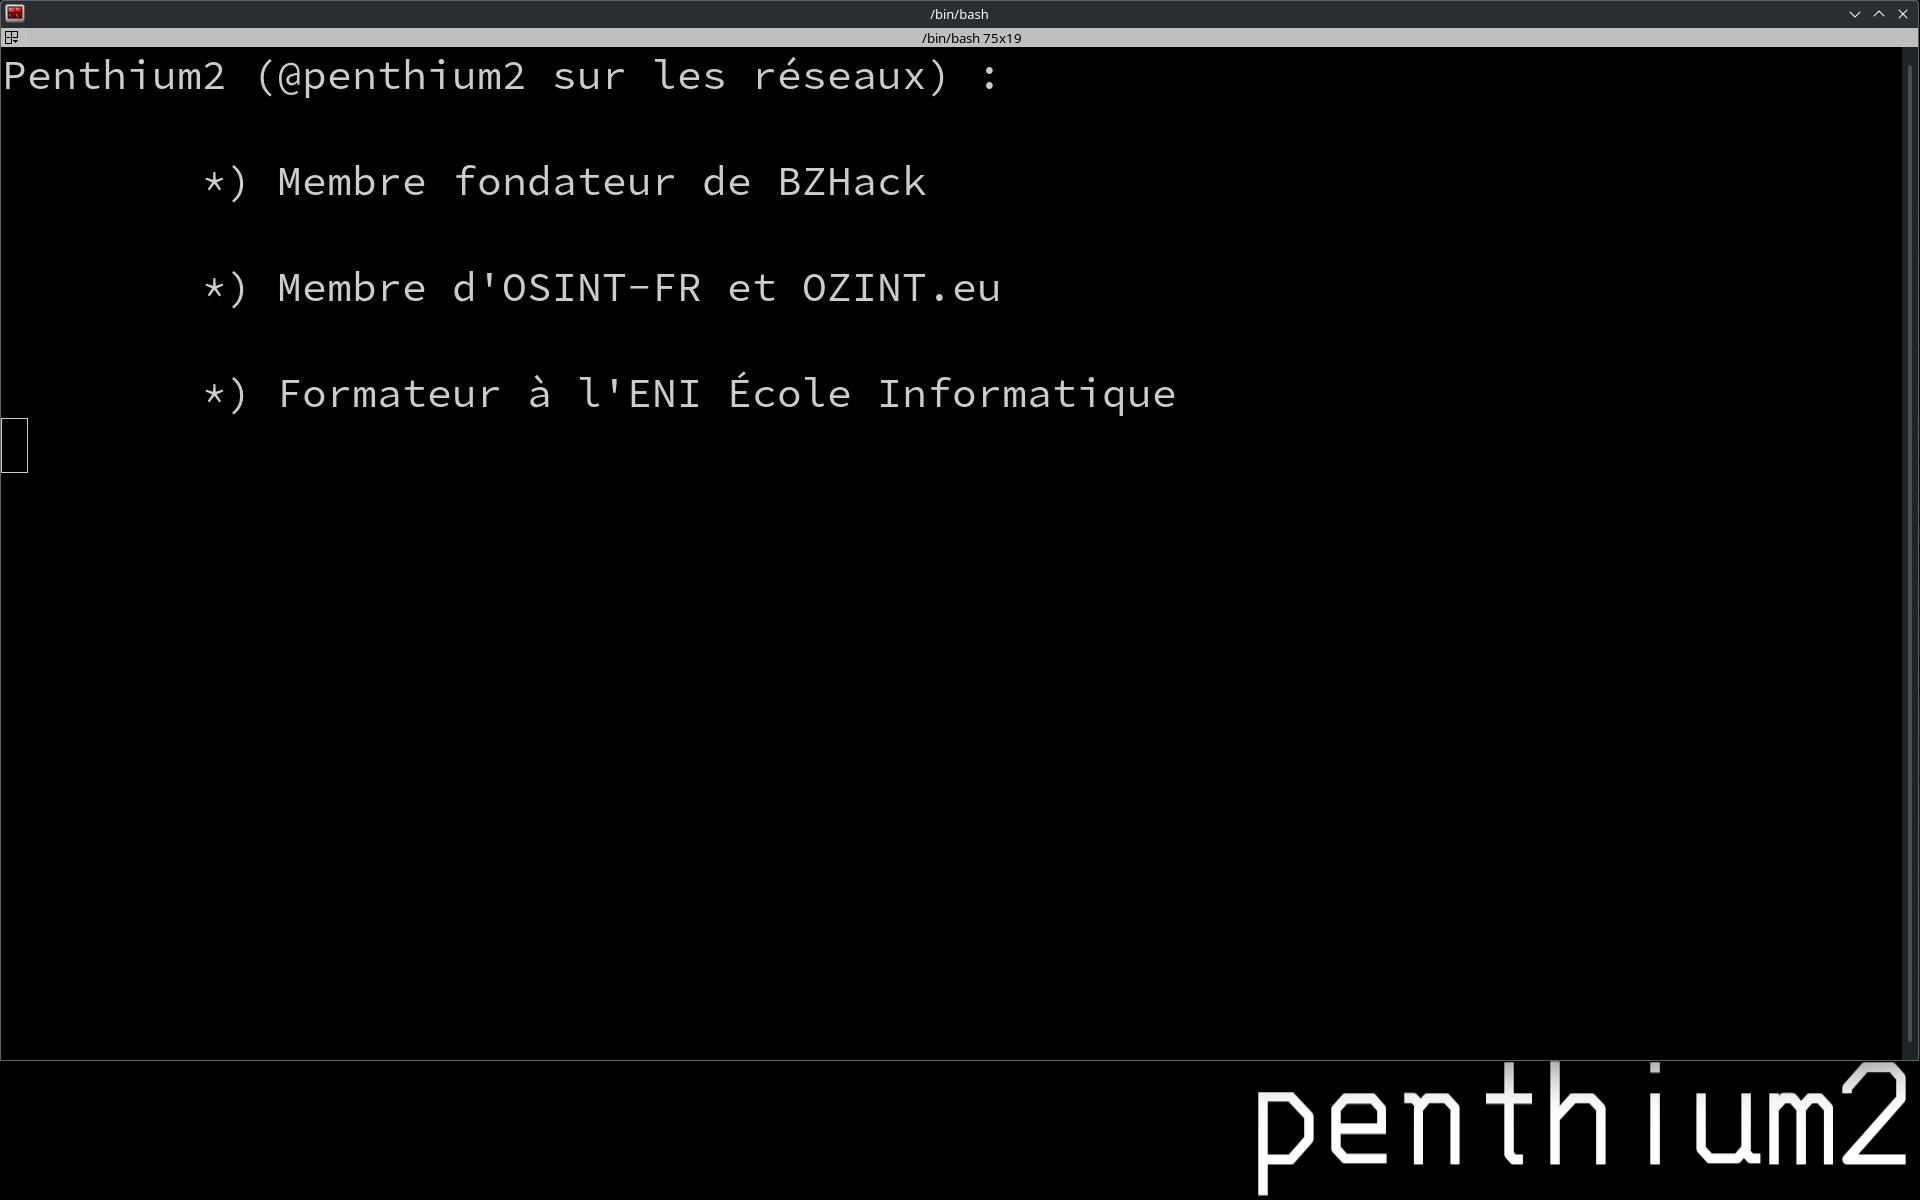 /bin/bash
/bin/bash 75x19
Penthium2 (@penthium2 sur les réseaux) :
*) Membre fondateur de BZHack
*) Membre d'OSINT-FR et OZINT.eu
*) Formateur à l'ENI École Informatique
penthium2